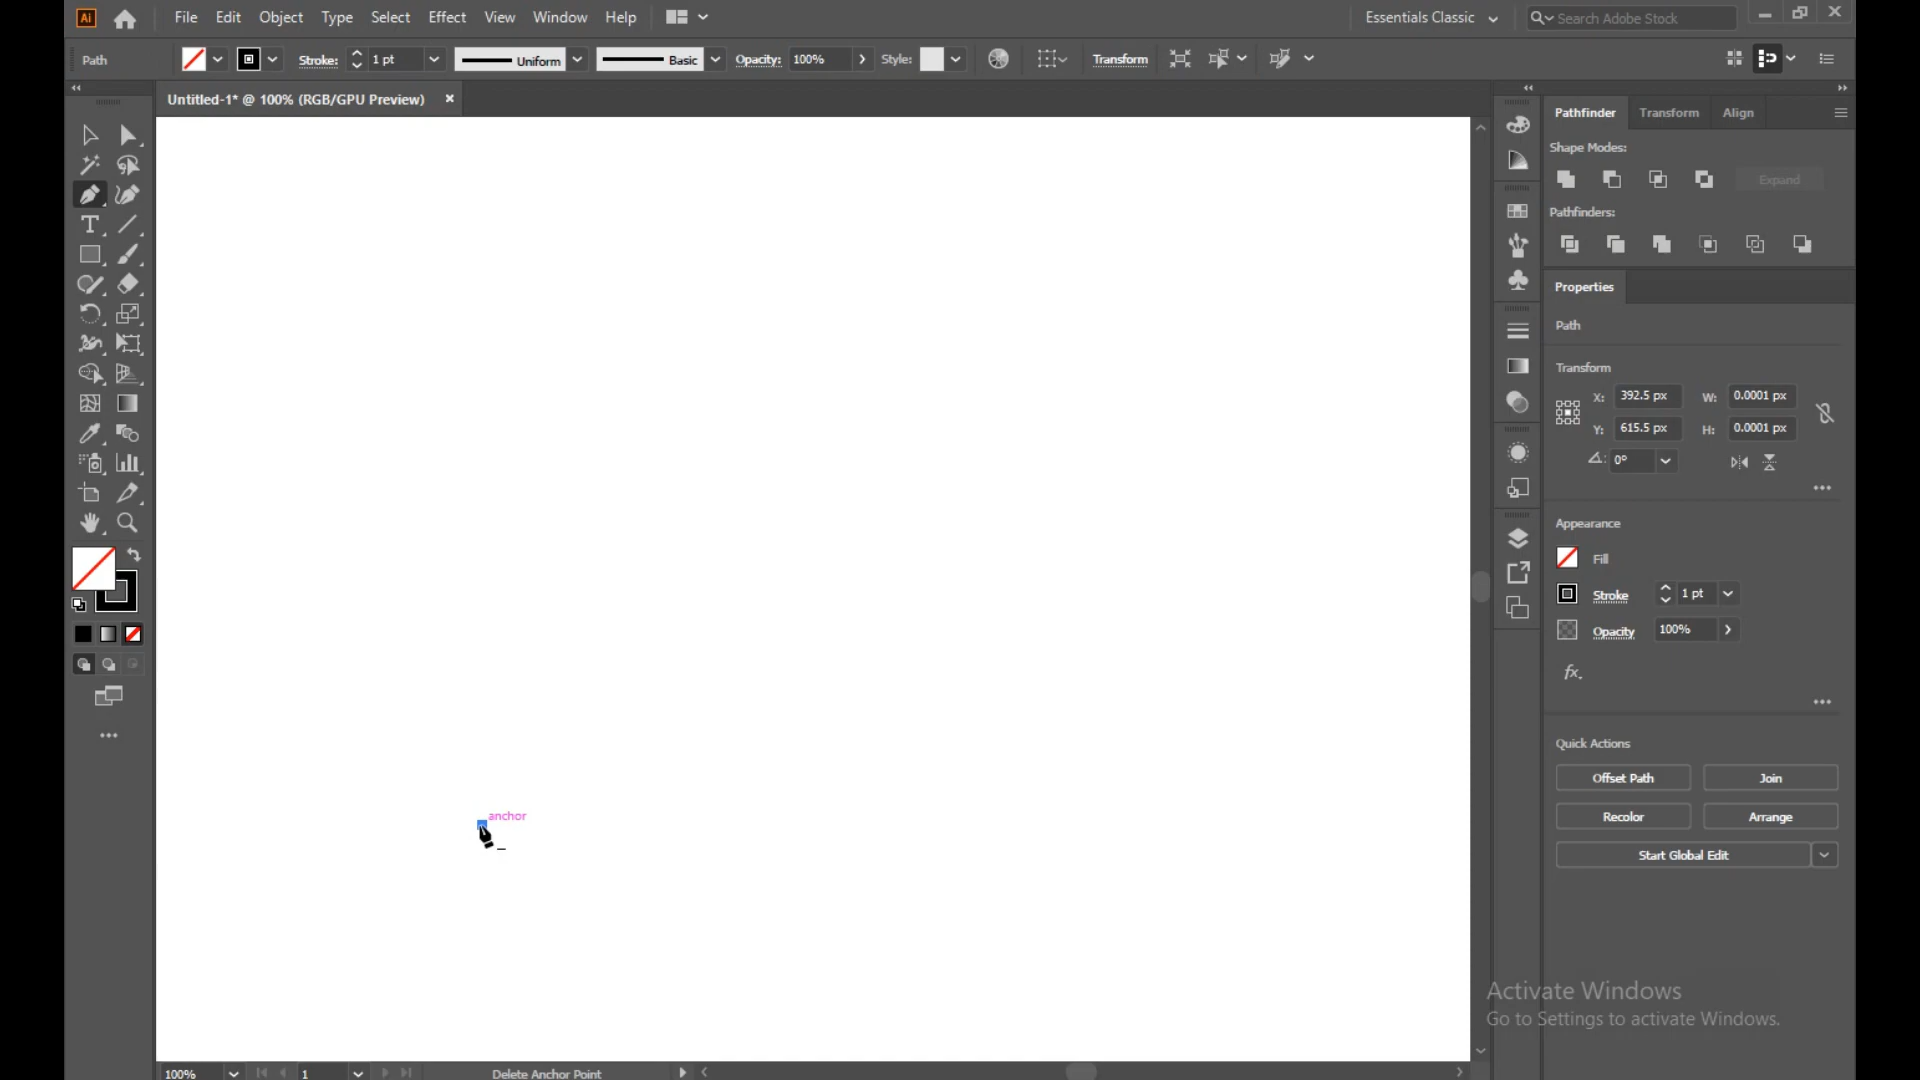 Ai File Edit Object Type Select Effect View Window Help Essentials Classic Search Adobe Stock
Path Stroke: 1 pt Uniform Basic Opacity: 100% Style: Transform
Untitled-1* @ 100% (RGB/GPU Preview)
Pathfinder Transform Align
Shape Modes:
Expand
Pathfinders:
Properties
Path
Transform
X: 392.5 px W: 0.0001 px
Y: 615.5 px H: 0.0001 px
0°
Appearance
Fill
Stroke 1 pt
Opacity 100%
fx.
Quick Actions
Offset Path Join
Recolor Arrange
Start Global Edit
anchor
Activate Windows
Go to Settings to activate Windows.
100% 1 Delete Anchor Point